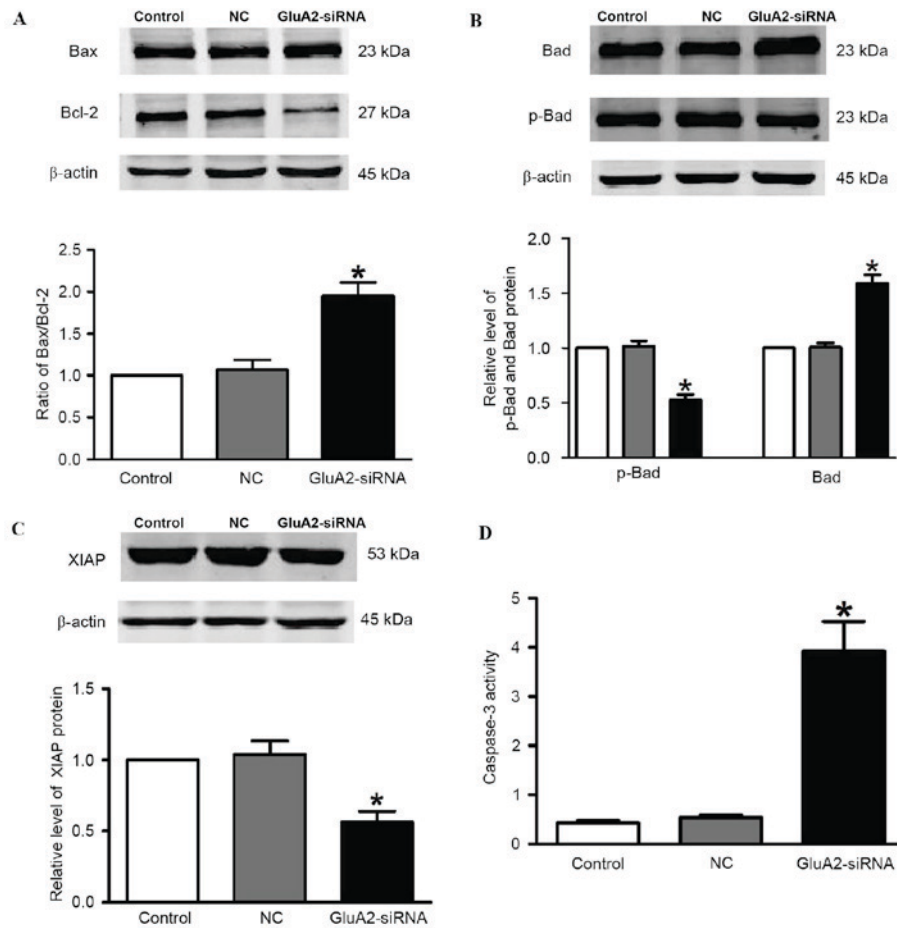 A
Control NC GluA2-siRNA
Bax 23 kDa
Bcl-2 27 kDa
β-actin 45 kDa
Ratio of Bax/Bcl-2
2.5
2.0
1.5
1.0
0.5
0.0
*
Control NC GluA2-siRNA
B
Control NC GluA2-siRNA
Bad 23 kDa
p-Bad 23 kDa
β-actin 45 kDa
Relative level of
p-Bad and Bad protein
2.0
1.5
1.0
0.5
0.0
*
*
p-Bad Bad
C
Control NC GluA2-siRNA
XIAP 53 kDa
β-actin 45 kDa
Relative level of XIAP protein
1.5
1.0
0.5
0.0
*
Control NC GluA2-siRNA
D
Caspase-3 activity
5
4
3
2
1
0
*
Control NC GluA2-siRNA